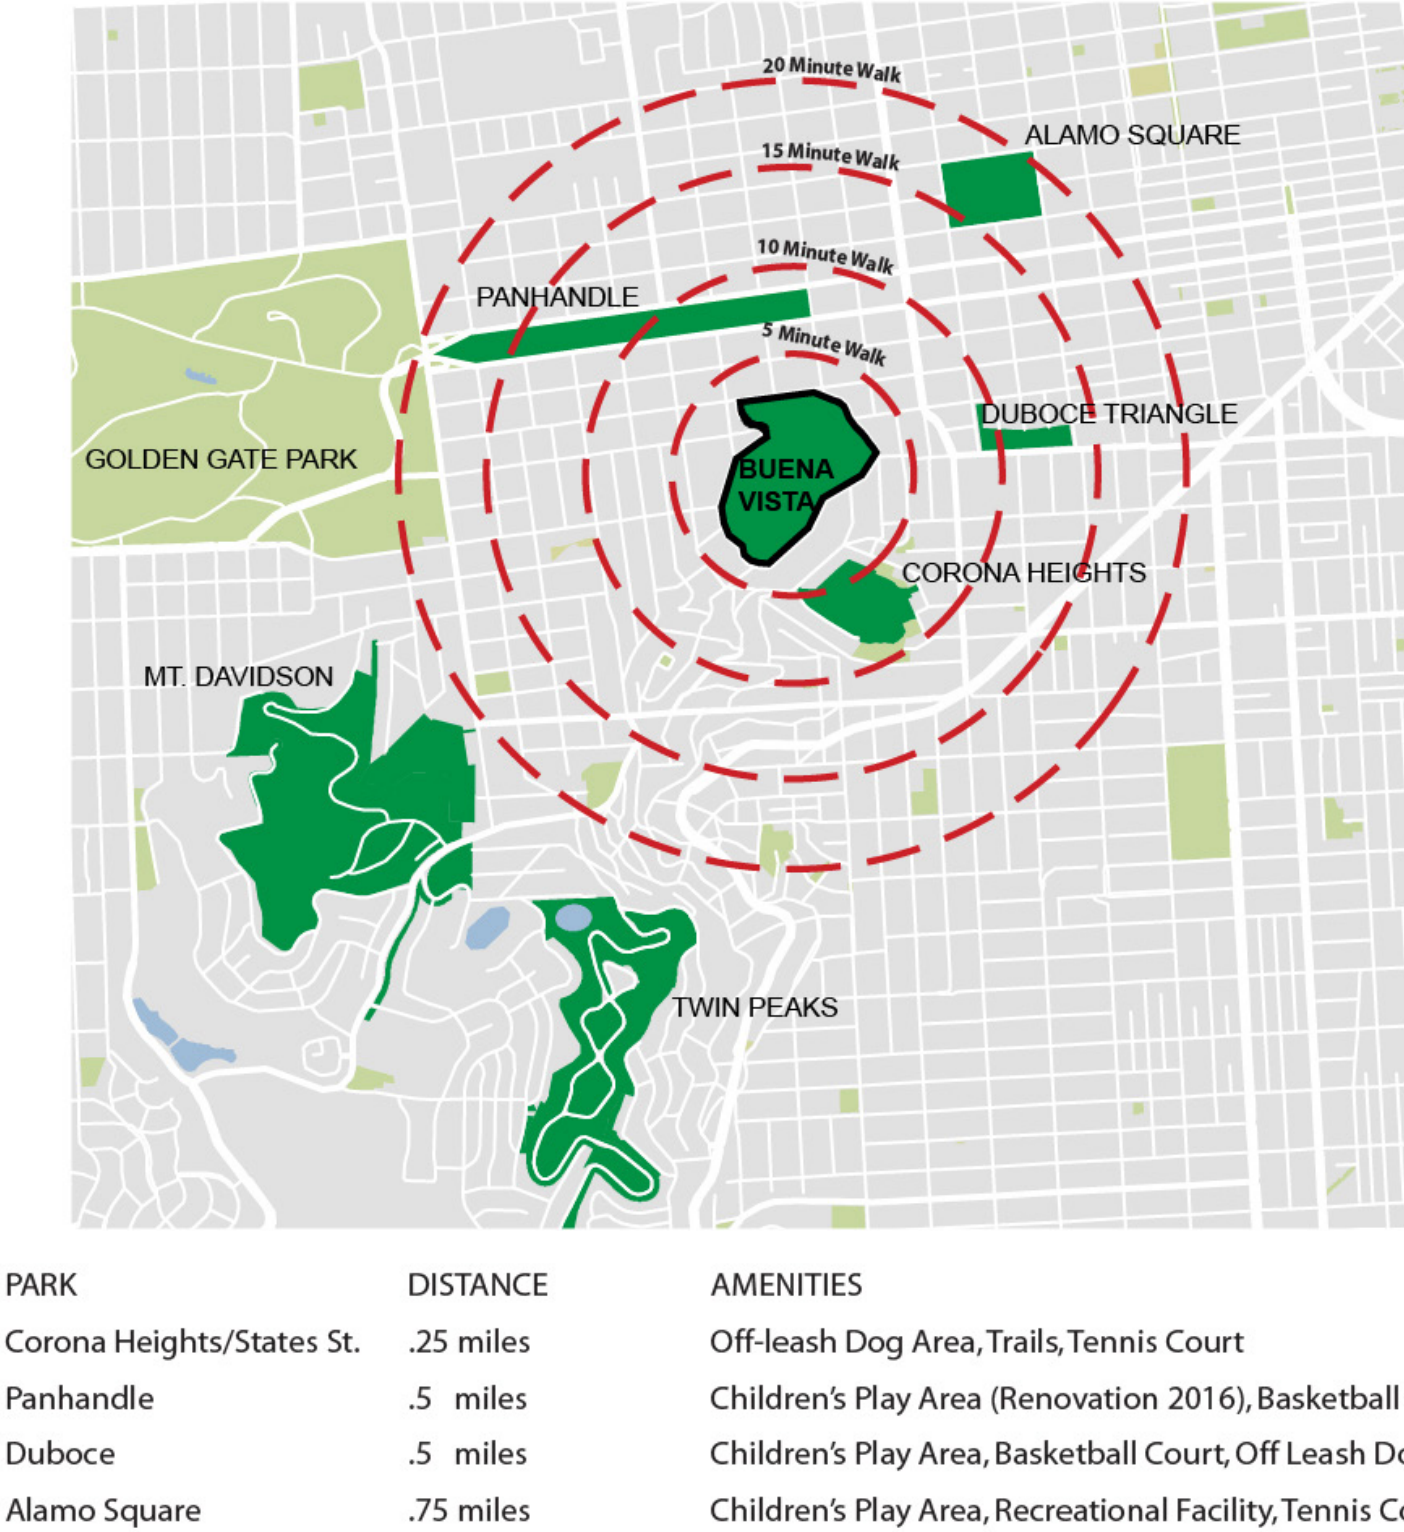 20 Minute Walk
ALAMO SQUARE
15 Minute Walk
10 Minute Walk
PANHANDLE
5 Minute Walk
DUBOCE TRIANGLE
GOLDEN GATE PARK
BUENA
VISTA
CORONA HEIGHTS
MT. DAVIDSON
TWIN PEAKS
PARK DISTANCE AMENITIES
Corona Heights/States St. .25 miles Off-leash Dog Area, Trails, Tennis Court
Panhandle .5 miles Children's Play Area (Renovation 2016), Basketball
Duboce .5 miles Children's Play Area, Basketball Court, Off Leash
Alamo Square .75 miles Children's Play Area, Recreational Facility, Tennis